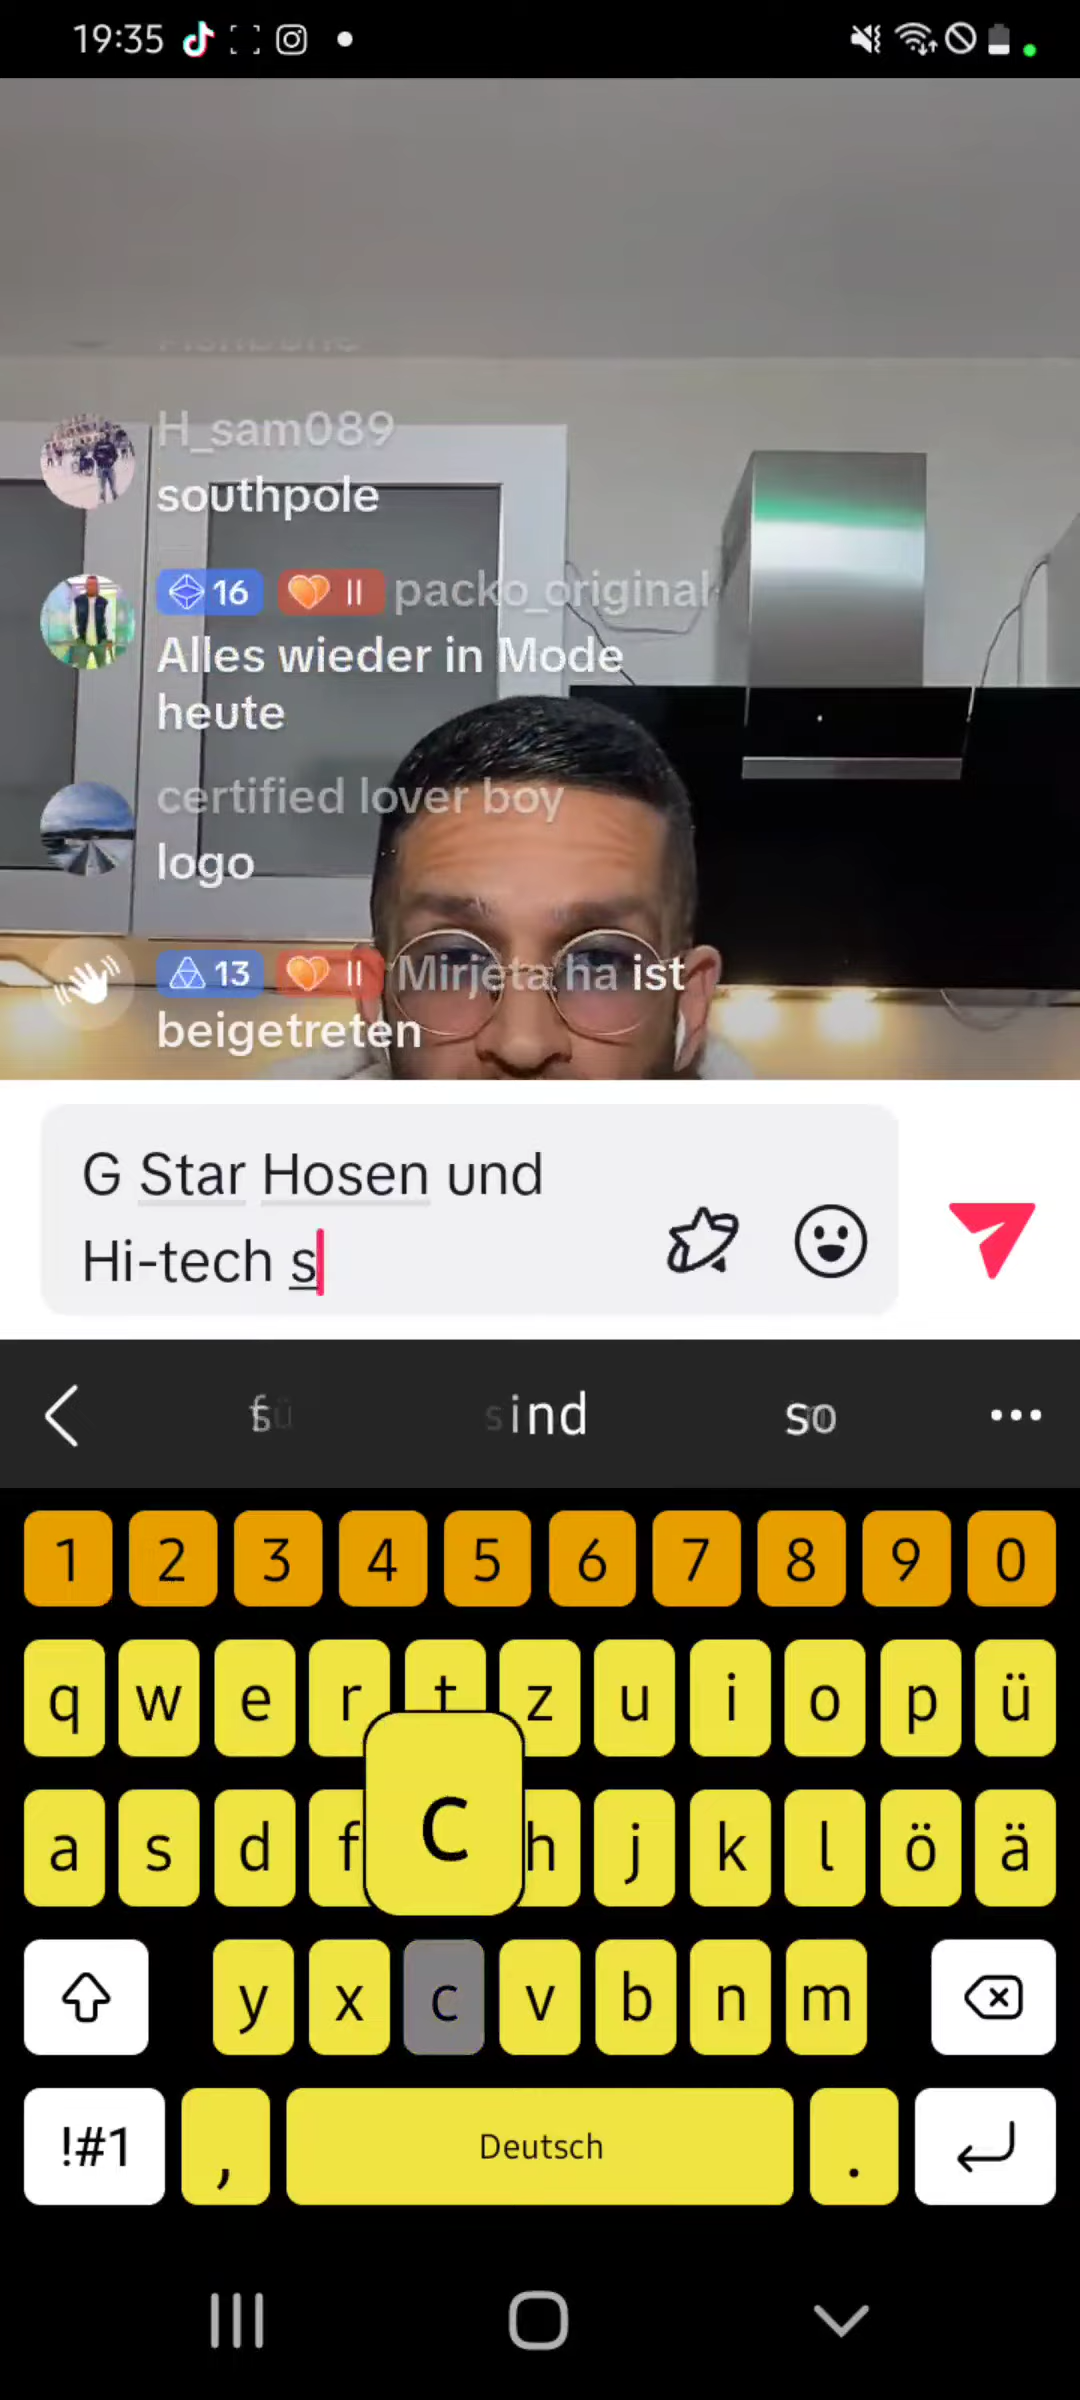 19:35
H_sam089
southpole
16 II packo_original
Alles wieder in Mode
heute
certified lover boy
logo
13 II Mirjeta ha ist
beigetreten
G Star Hosen und
Hi-tech s
sind so
1 2 3 4 5 6 7 8 9 0
q w e r t z u i o p ü
a s d f h j k l ö ä
C
y x c v b n m
!#1 , Deutsch .